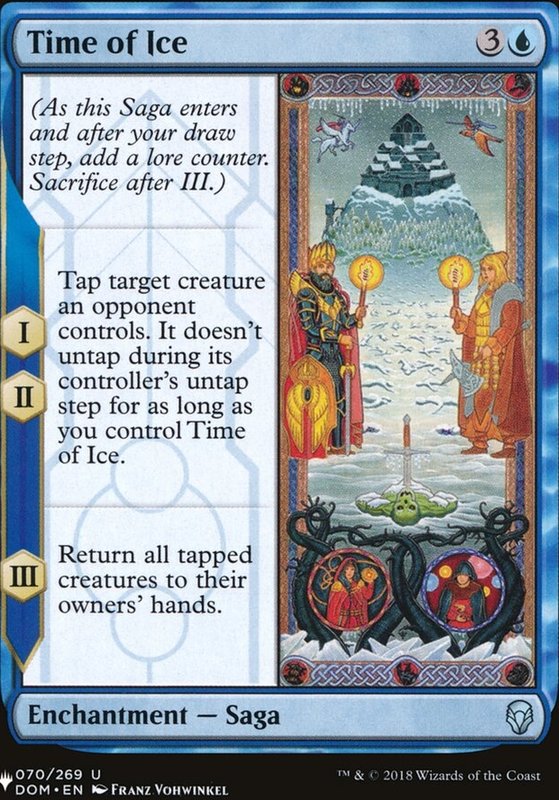 Time of Ice
3
(As this Saga enters
and after your draw
step, add a lore counter.
Sacrifice after III.)
I
II
Tap target creature
an opponent
controls. It doesn't
untap during its
controller's untap
step for as long as
you control Time
of Ice.
III
Return all tapped
creatures to their
owners' hands.
Enchantment — Saga
070/269 U
DOM • EN Franz Vohwinkel
™ & © 2018 Wizards of the Coast